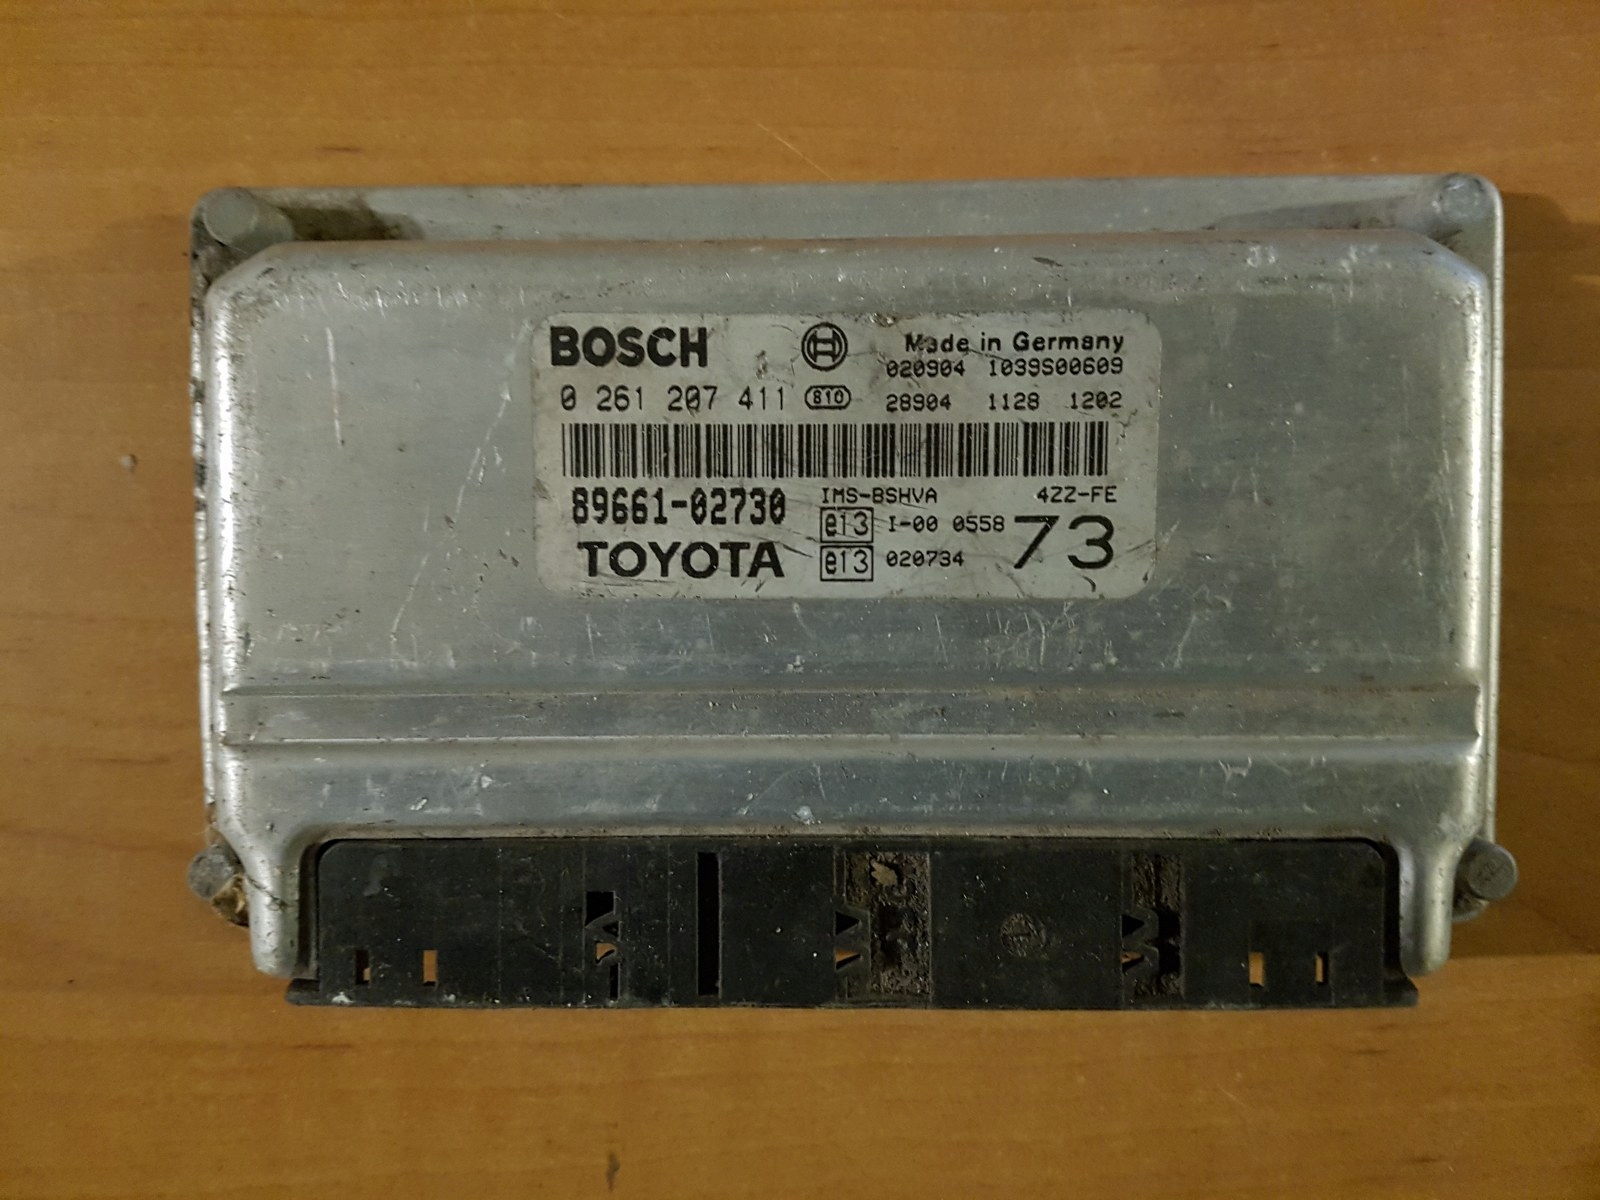 BOSCH
Made in Germany
020904 1039S00609
0 261 207 411 810 28904 1128 1202
89661-02730 IMS-BSHVA 4ZZ-FE
e13 I-00 0558 73
TOYOTA e13 020734